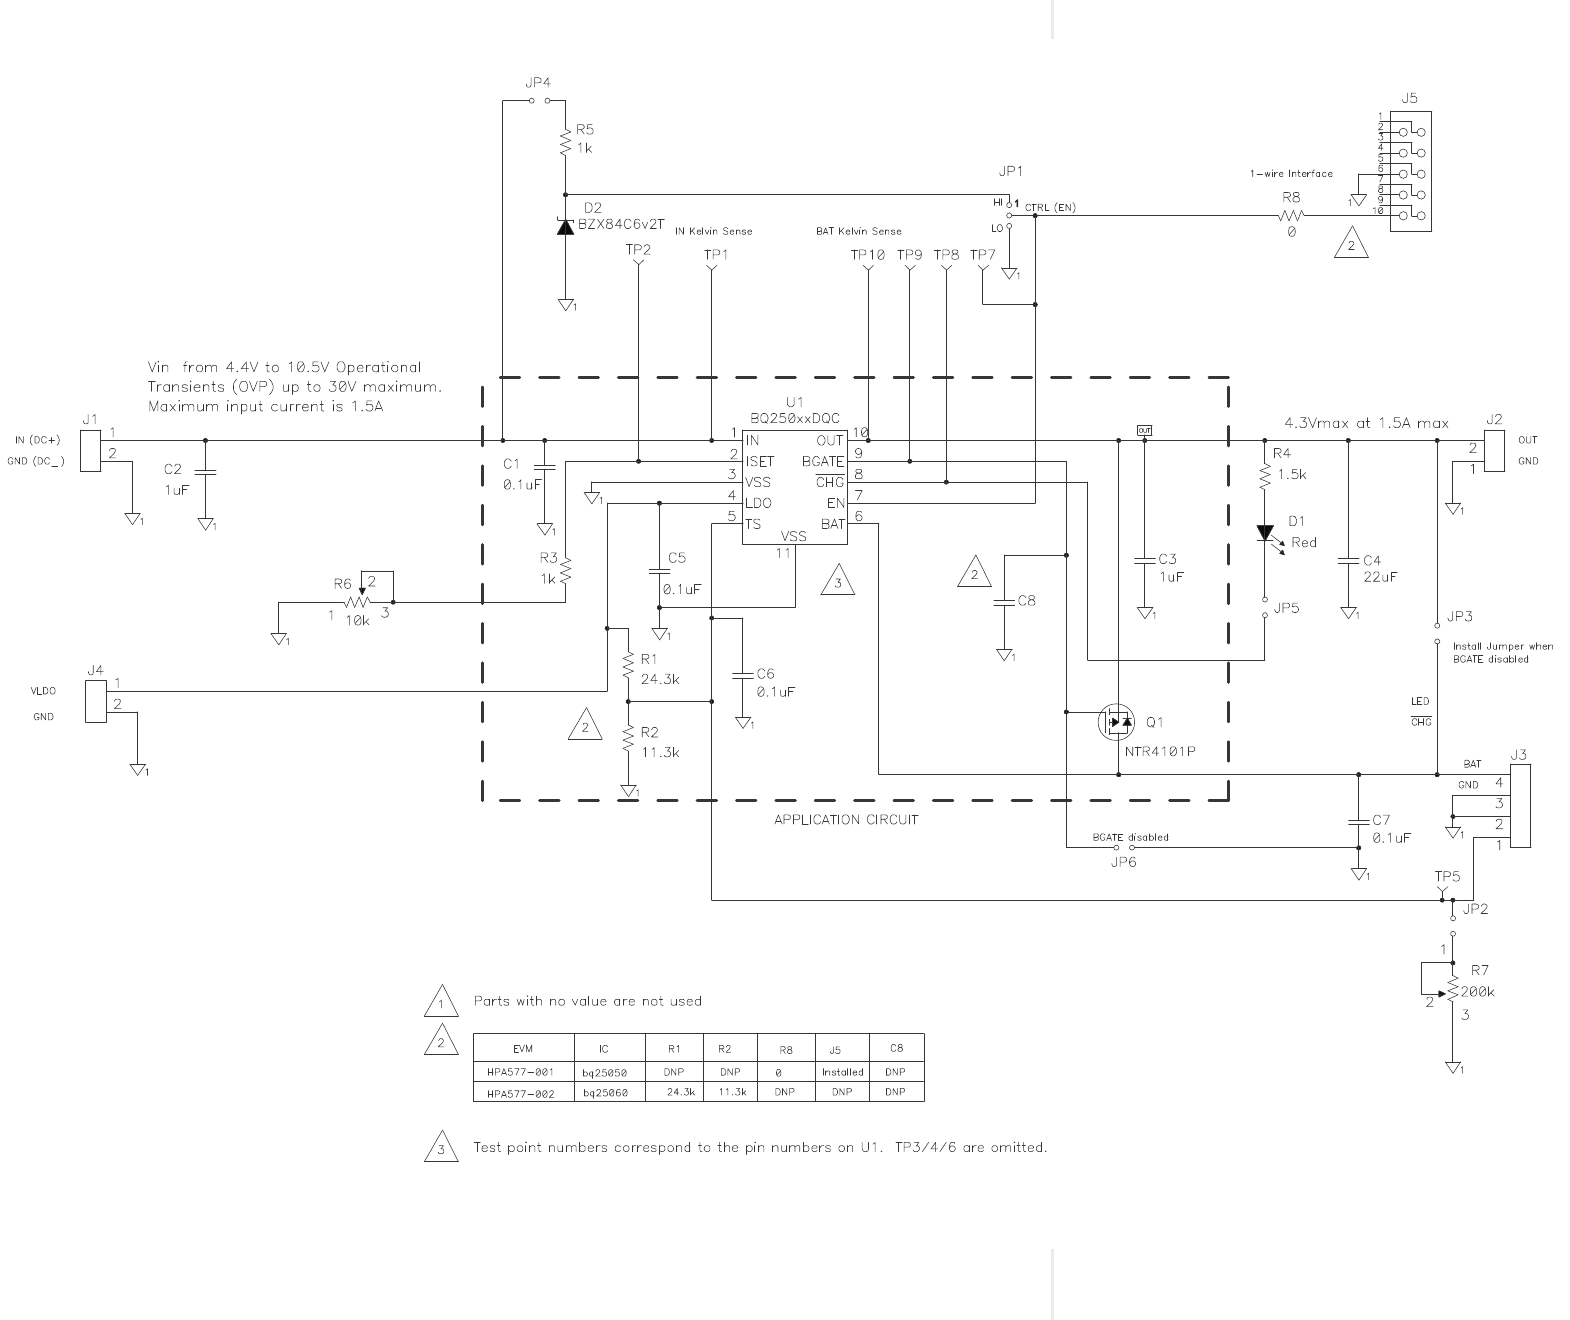 JP4
J5
R5
1k
1
2
3
4
5
6
7
8
9
10
1
1-wire Interface
R8
0
2
JP1
HI 1
CTRL (EN)
LO
1
D2
BZX84C6v2T
1
IN Kelvin Sense
BAT Kelvin Sense
TP2
TP1
TP10
TP9
TP8
TP7
Vin from 4.4V to 10.5V Operational
Transients (OVP) up to 30V maximum.
Maximum input current is 1.5A
J1
IN (DC+)
1
GND (DC_)
2
1
C2
1uF
1
C1
0.1uF
1
U1
BQ250xxDQC
1 IN
2 ISET
3 VSS
4 LDO
5 TS
OUT 10
BGATE 9
CHG 8
EN 7
BAT 6
VSS
11
1
3
OUT
4.3Vmax at 1.5A max
J2
OUT
2
GND
1
1
R4
1.5k
D1
Red
JP5
C4
22uF
1
C3
1uF
1
2
C8
1
JP3
Install Jumper when
BGATE disabled
LED
CHG
R3
1k
R6
2
1
10k
3
1
C5
0.1uF
1
R1
24.3k
C6
0.1uF
1
2
R2
11.3k
1
J4
VLDO
1
GND
2
1
Q1
NTR4101P
J3
BAT
GND
4
3
2
1
1
APPLICATION CIRCUIT
BGATE disabled
JP6
C7
0.1uF
1
TP5
JP2
1
R7
200k
2
3
1
1 Parts with no value are not used
2
EVM IC R1 R2 R8 J5 C8
HPA577-001 bq25050 DNP DNP 0 Installed DNP
HPA577-002 bq25060 24.3k 11.3k DNP DNP DNP
3 Test point numbers correspond to the pin numbers on U1. TP3/4/6 are omitted.